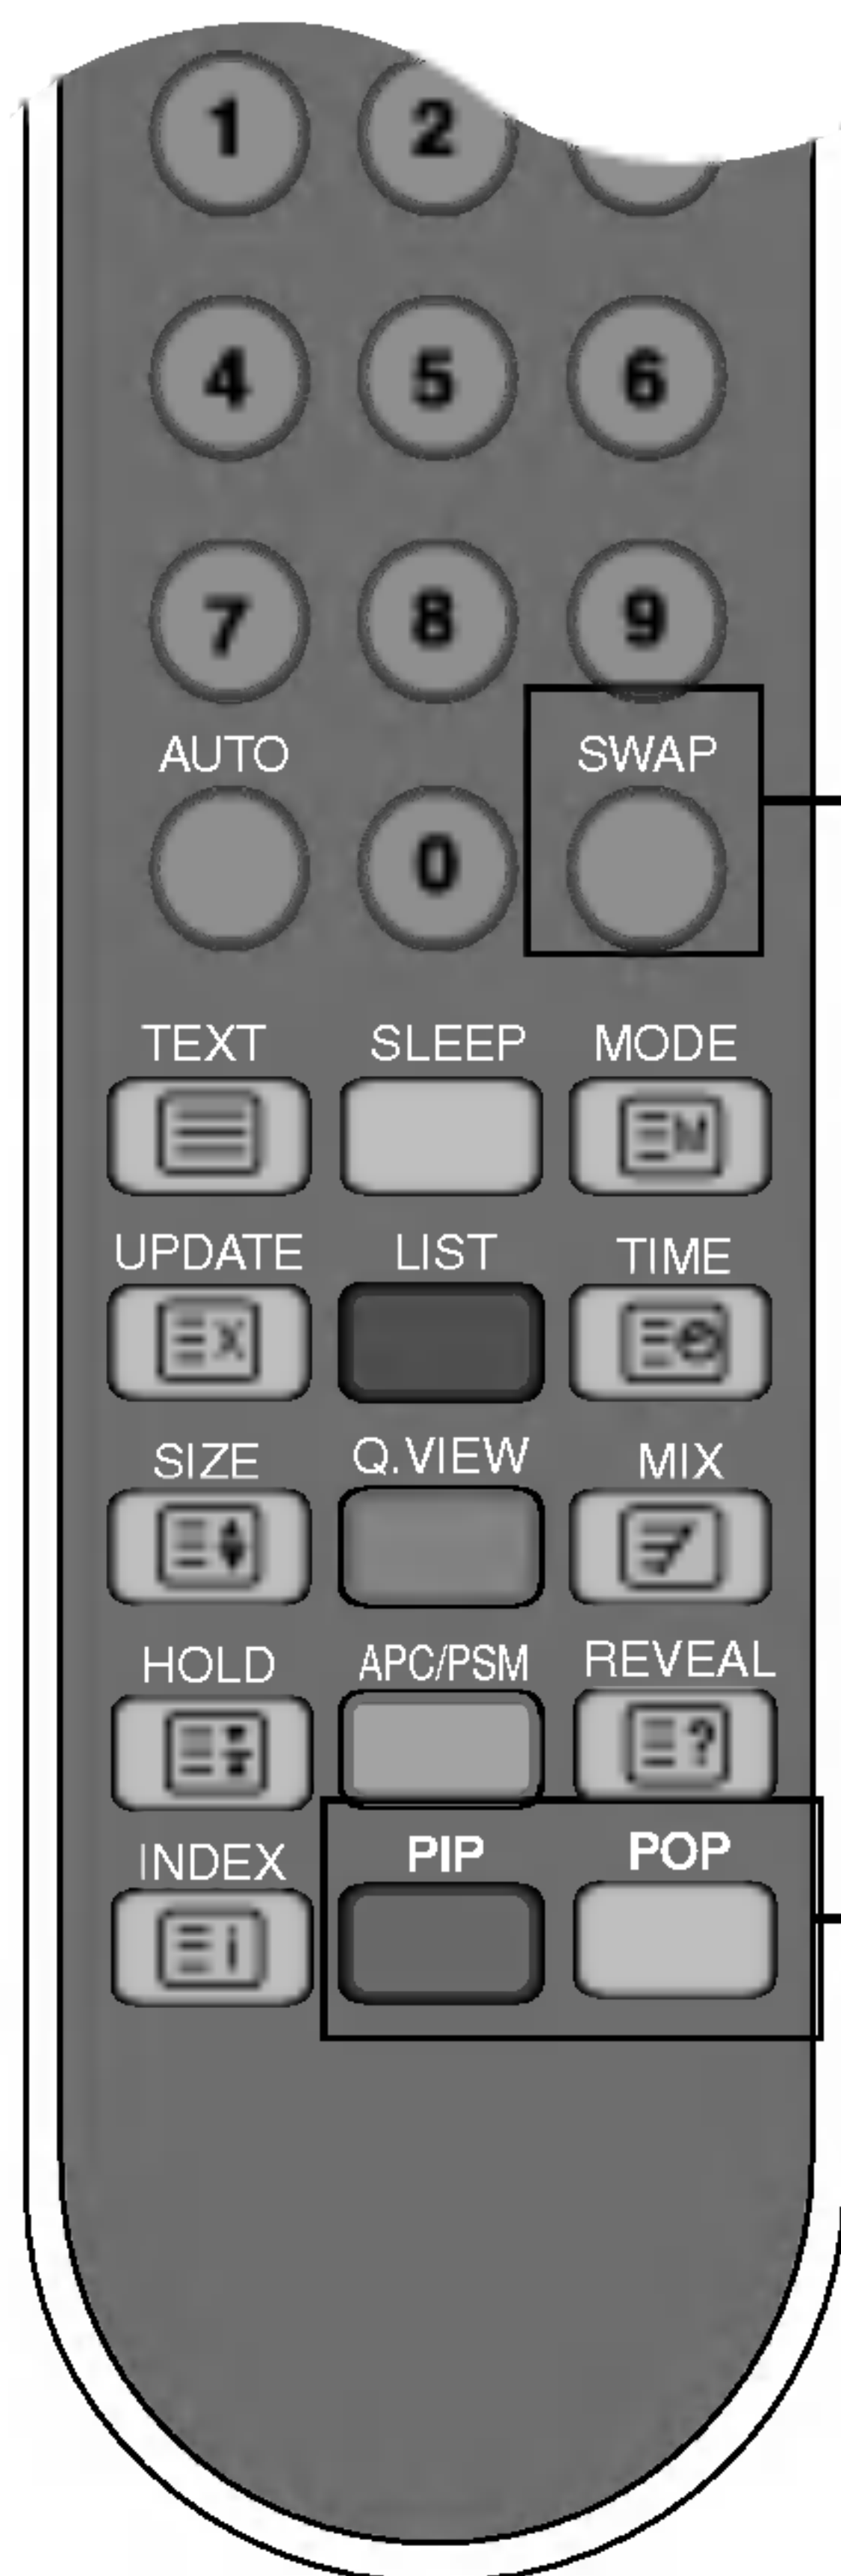 1 2
4 5 6
7 8 9
AUTO SWAP
0
TEXT SLEEP MODE
M
UPDATE LIST TIME
X
SIZE Q.VIEW MIX
HOLD APC/PSM REVEAL
?
INDEX PIP POP
i